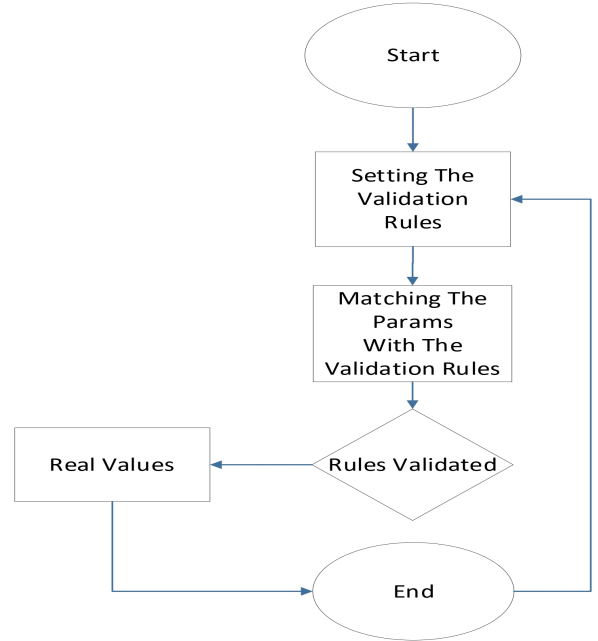 Start
Setting The
Validation
Rules
Matching The
Params
With The
Validation Rules
Real Values
Rules Validated
End